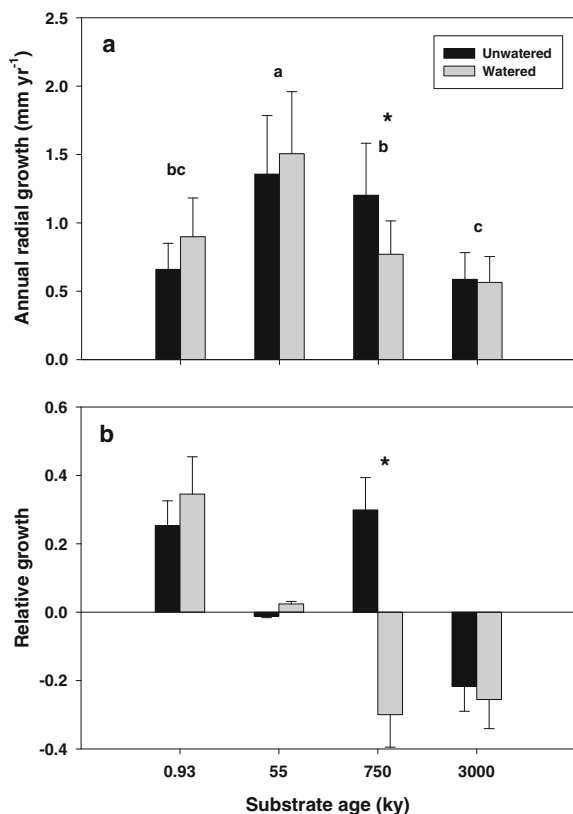 a
Unwatered
Watered
Annual radial growth (mm yr⁻¹)
2.5
2.0
1.5
1.0
0.5
0.0
bc
a
*
b
c
b
Relative growth
0.6
0.4
0.2
0.0
-0.2
-0.4
*
0.93 55 750 3000
Substrate age (ky)